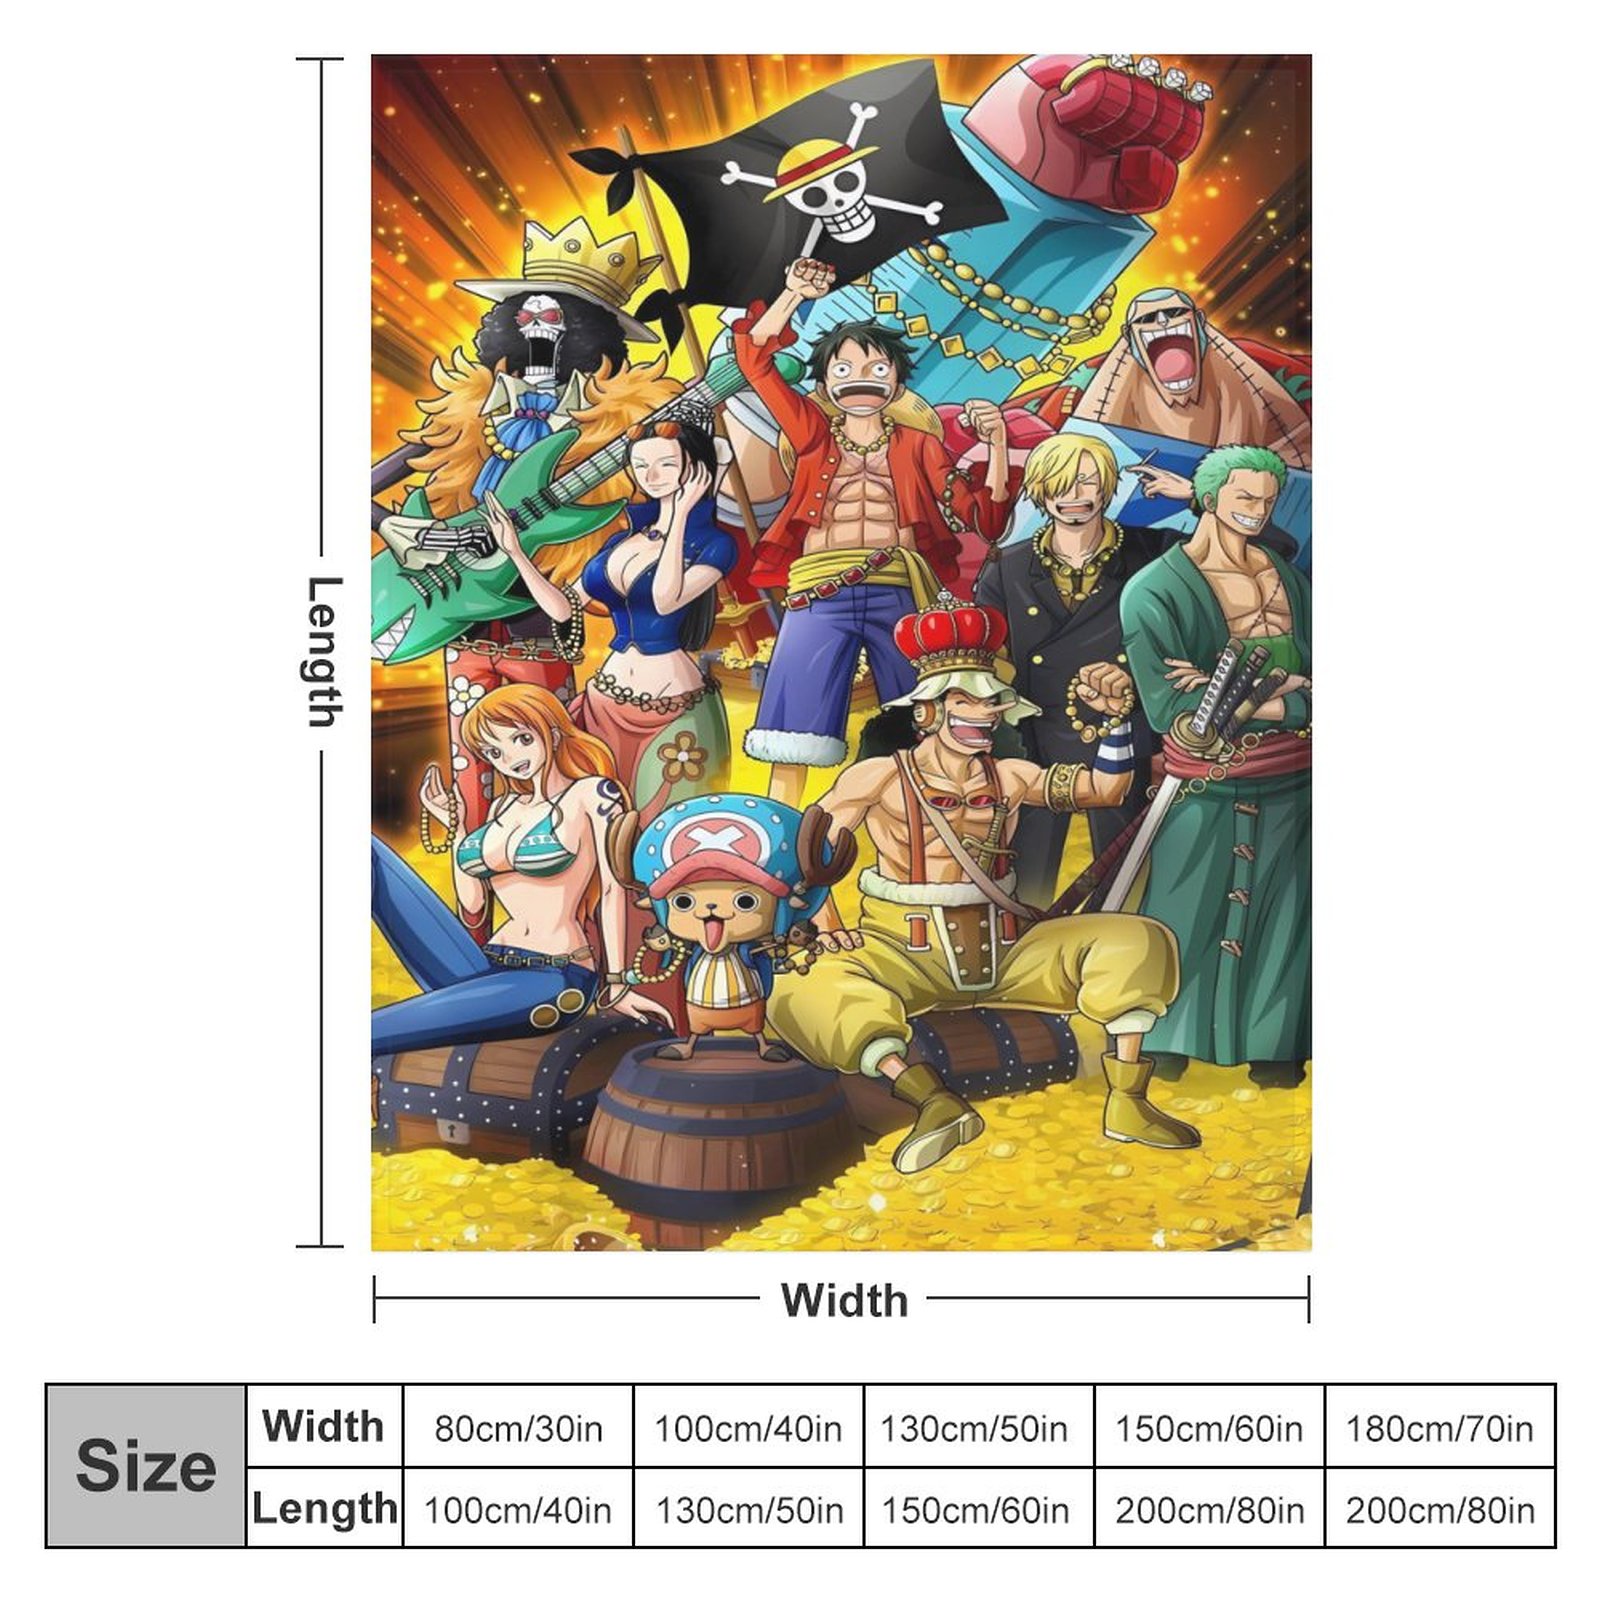 Length
Width
Size
Width 80cm/30in 100cm/40in 130cm/50in 150cm/60in 180cm/70in
Length 100cm/40in 130cm/50in 150cm/60in 200cm/80in 200cm/80in